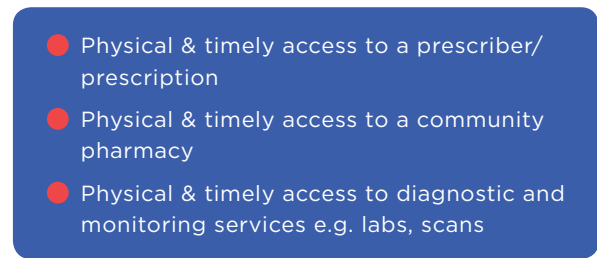 Physical & timely access to a prescriber/
prescription
Physical & timely access to a community
pharmacy
Physical & timely access to diagnostic and
monitoring services e.g. labs, scans